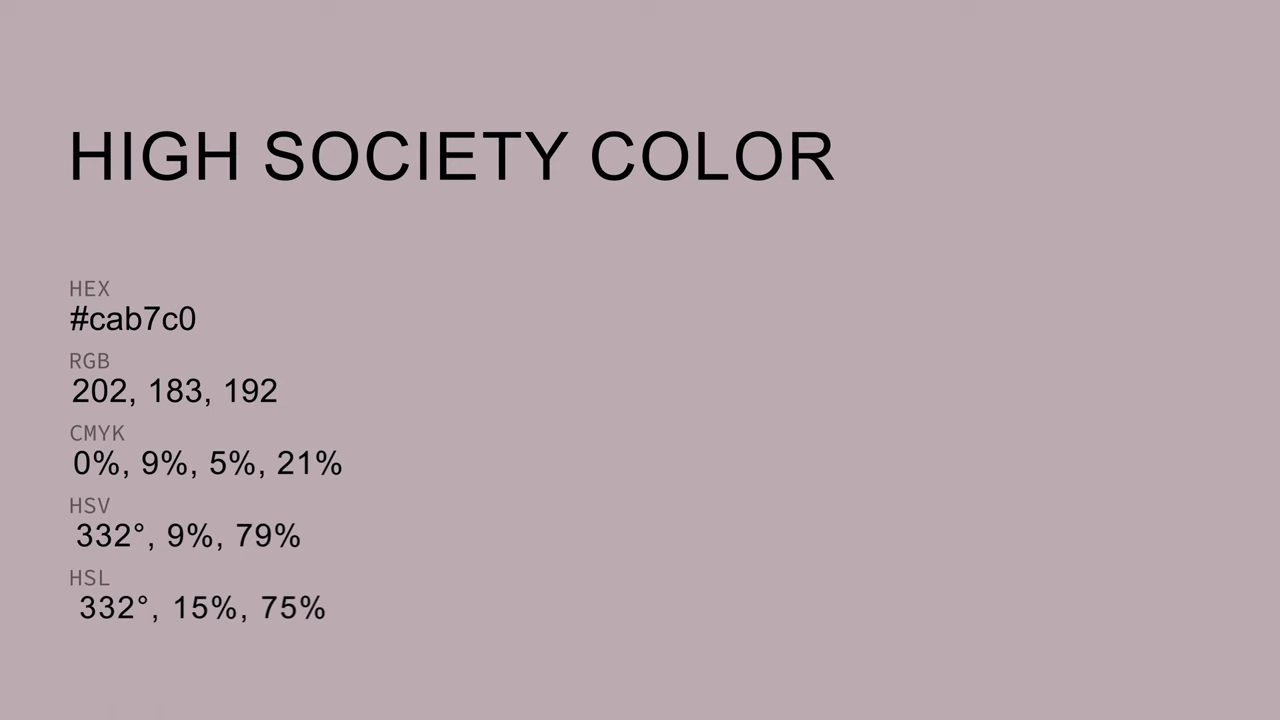 HIGH SOCIETY COLOR
HEX
#cab7c0
RGB
202, 183, 192
CMYK
0%, 9%, 5%, 21%
HSV
332°, 9%, 79%
HSL
332°, 15%, 75%